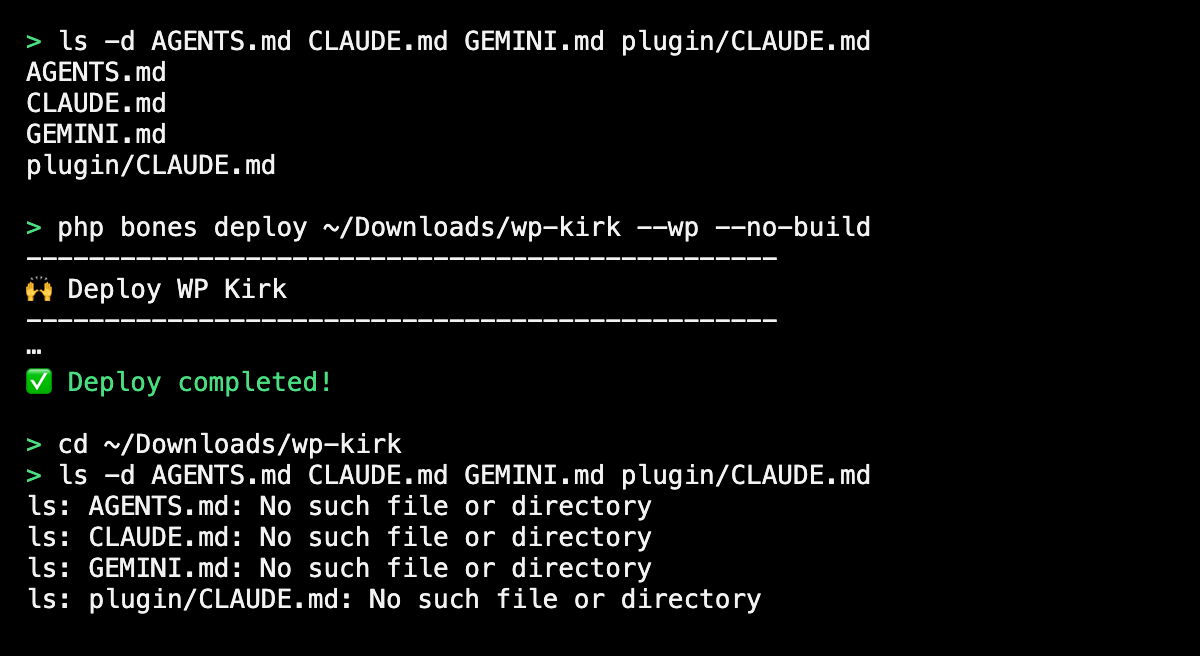 > ls -d AGENTS.md CLAUDE.md GEMINI.md plugin/CLAUDE.md
AGENTS.md
CLAUDE.md
GEMINI.md
plugin/CLAUDE.md
> php bones deploy ~/Downloads/wp-kirk --wp --no-build
------------------------------------------------
🙌 Deploy WP Kirk
------------------------------------------------
…
✅ Deploy completed!
> cd ~/Downloads/wp-kirk
> ls -d AGENTS.md CLAUDE.md GEMINI.md plugin/CLAUDE.md
ls: AGENTS.md: No such file or directory
ls: CLAUDE.md: No such file or directory
ls: GEMINI.md: No such file or directory
ls: plugin/CLAUDE.md: No such file or directory